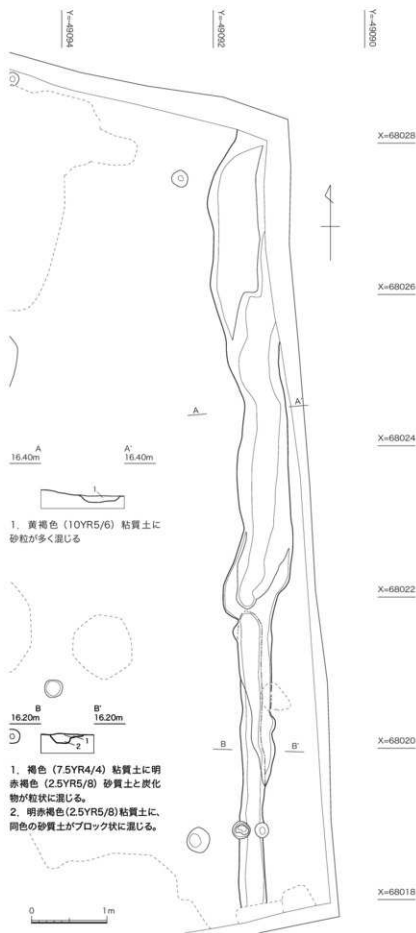 Y=49094
Y=49092
Y=49090
X=68028
X=68026
A
A'
X=68024
A
A'
16.40m
16.40m
1
1. 黄褐色（10YR5/6）粘質土に
砂粒が多く混じる
X=68022
B
B'
16.20m
16.20m
1
2
X=68020
B
B'
1. 褐色（7.5YR4/4）粘質土に明
赤褐色（2.5YR5/8）砂質土と炭化
物が粒状に混じる。
2. 明赤褐色(2.5YR5/8)粘質土に、
同色の砂質土がブロック状に混じる。
X=68018
0
1m